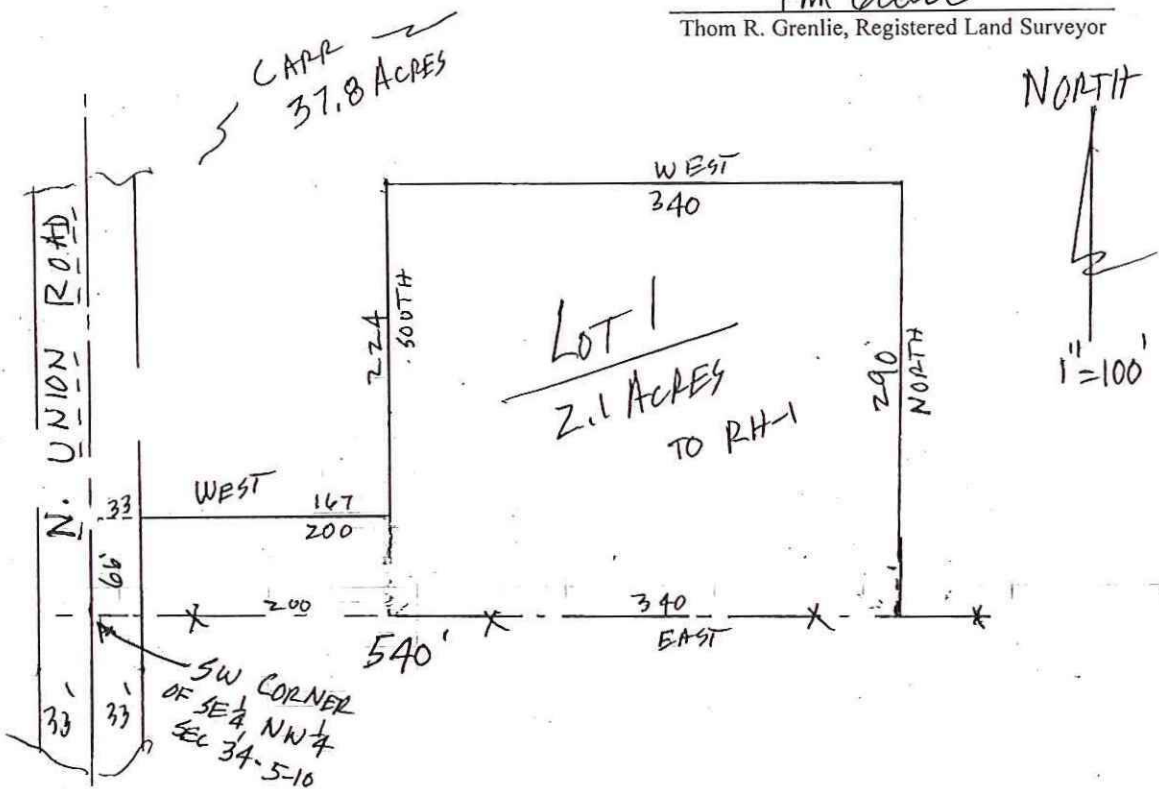 Thom R. Grenlie, Registered Land Surveyor
CARR
37.8 ACRES
NORTH
1"=100'
WEST
340
N. UNION ROAD
224
SOUTH
LOT 1
2.1 ACRES
TO RH-1
290'
NORTH
33
WEST
167
200
66'
200
340
EAST
540'
SW CORNER
OF SE 1/4 NW 1/4
SEC 34-5-10
33'
33'